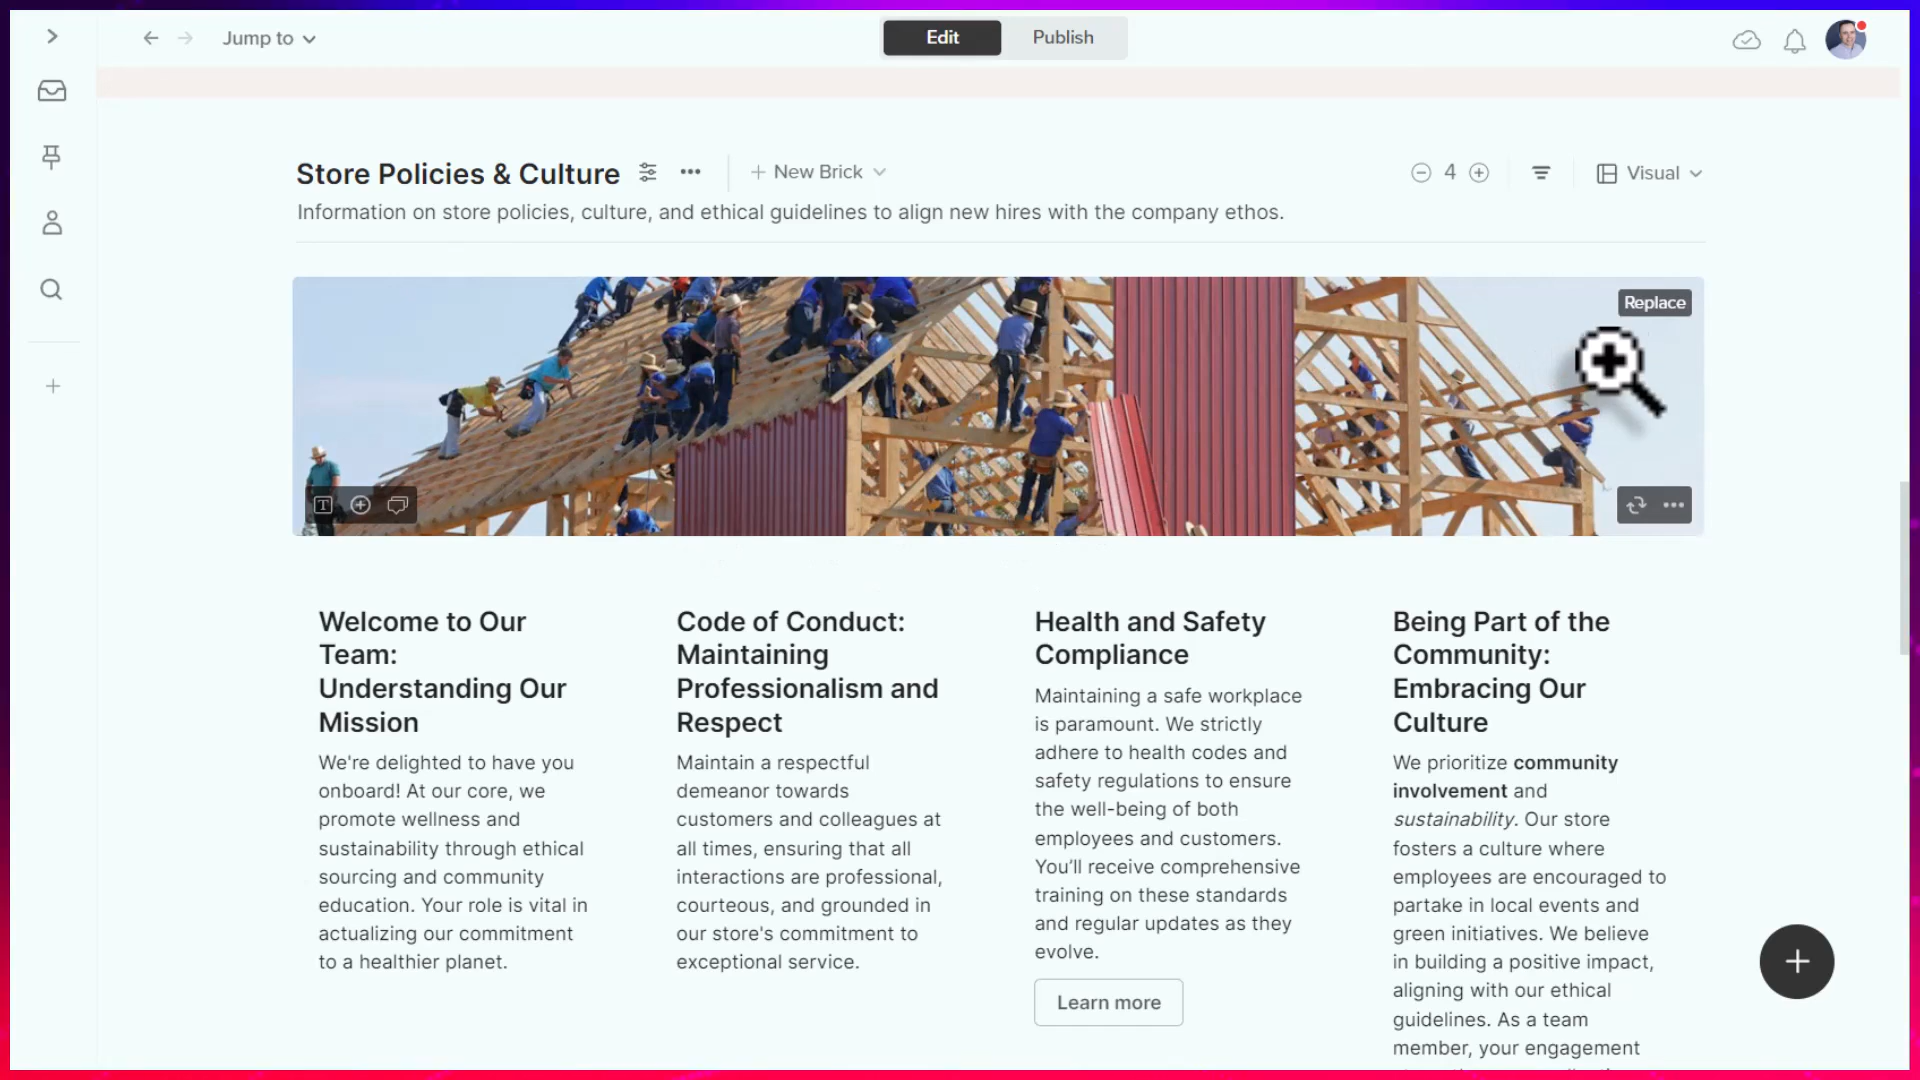 Jump to
Edit
Publish
Store Policies & Culture
New Brick
4
Visual
Information on store policies, culture, and ethical guidelines to align new hires with the company ethos.
Replace
T
Welcome to Our
Team:
Understanding Our
Mission
We're delighted to have you
onboard! At our core, we
promote wellness and
sustainability through ethical
sourcing and community
education. Your role is vital in
actualizing our commitment
to a healthier planet.
Code of Conduct:
Maintaining
Professionalism and
Respect
Maintain a respectful
demeanor towards
customers and colleagues at
all times, ensuring that all
interactions are professional,
courteous, and grounded in
our store's commitment to
exceptional service.
Health and Safety
Compliance
Maintaining a safe workplace
is paramount. We strictly
adhere to health codes and
safety regulations to ensure
the well-being of both
employees and customers.
You'll receive comprehensive
training on these standards
and regular updates as they
evolve.
Learn more
Being Part of the
Community:
Embracing Our
Culture
We prioritize community
involvement and
sustainability. Our store
fosters a culture where
employees are encouraged to
partake in local events and
green initiatives. We believe
in building a positive impact,
aligning with our ethical
guidelines. As a team
member, your engagement